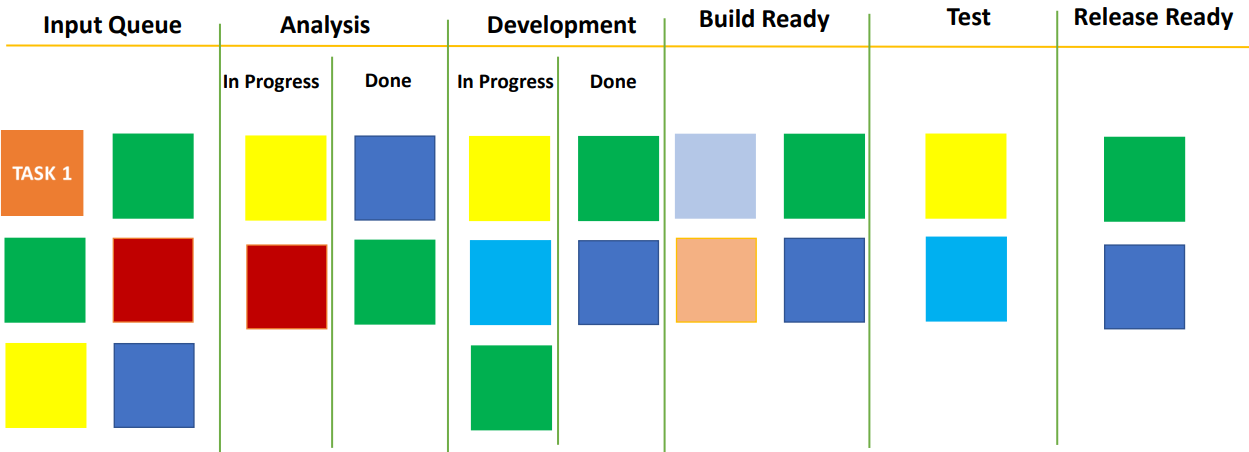 Input Queue
Analysis
Development
Build Ready
Test
Release Ready
In Progress
Done
In Progress
Done
TASK 1